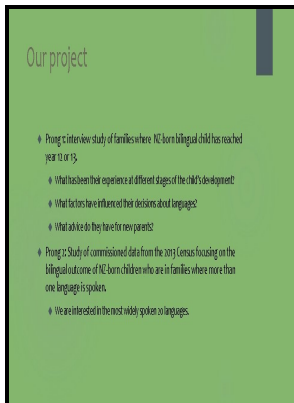 Our project
Prong 1: interview study of families where NZ-born bilingual child has reached
year 12 or 13.
What has been their experience at different stages of the child's development?
What factors have influenced their decisions about languages?
What advice do they have for new parents?
Prong 2: Study of commissioned data from the 2013 Census focusing on the
bilingual outcome of NZ-born children who are in families where more than
one language is spoken.
We are interested in the most widely spoken 20 languages.